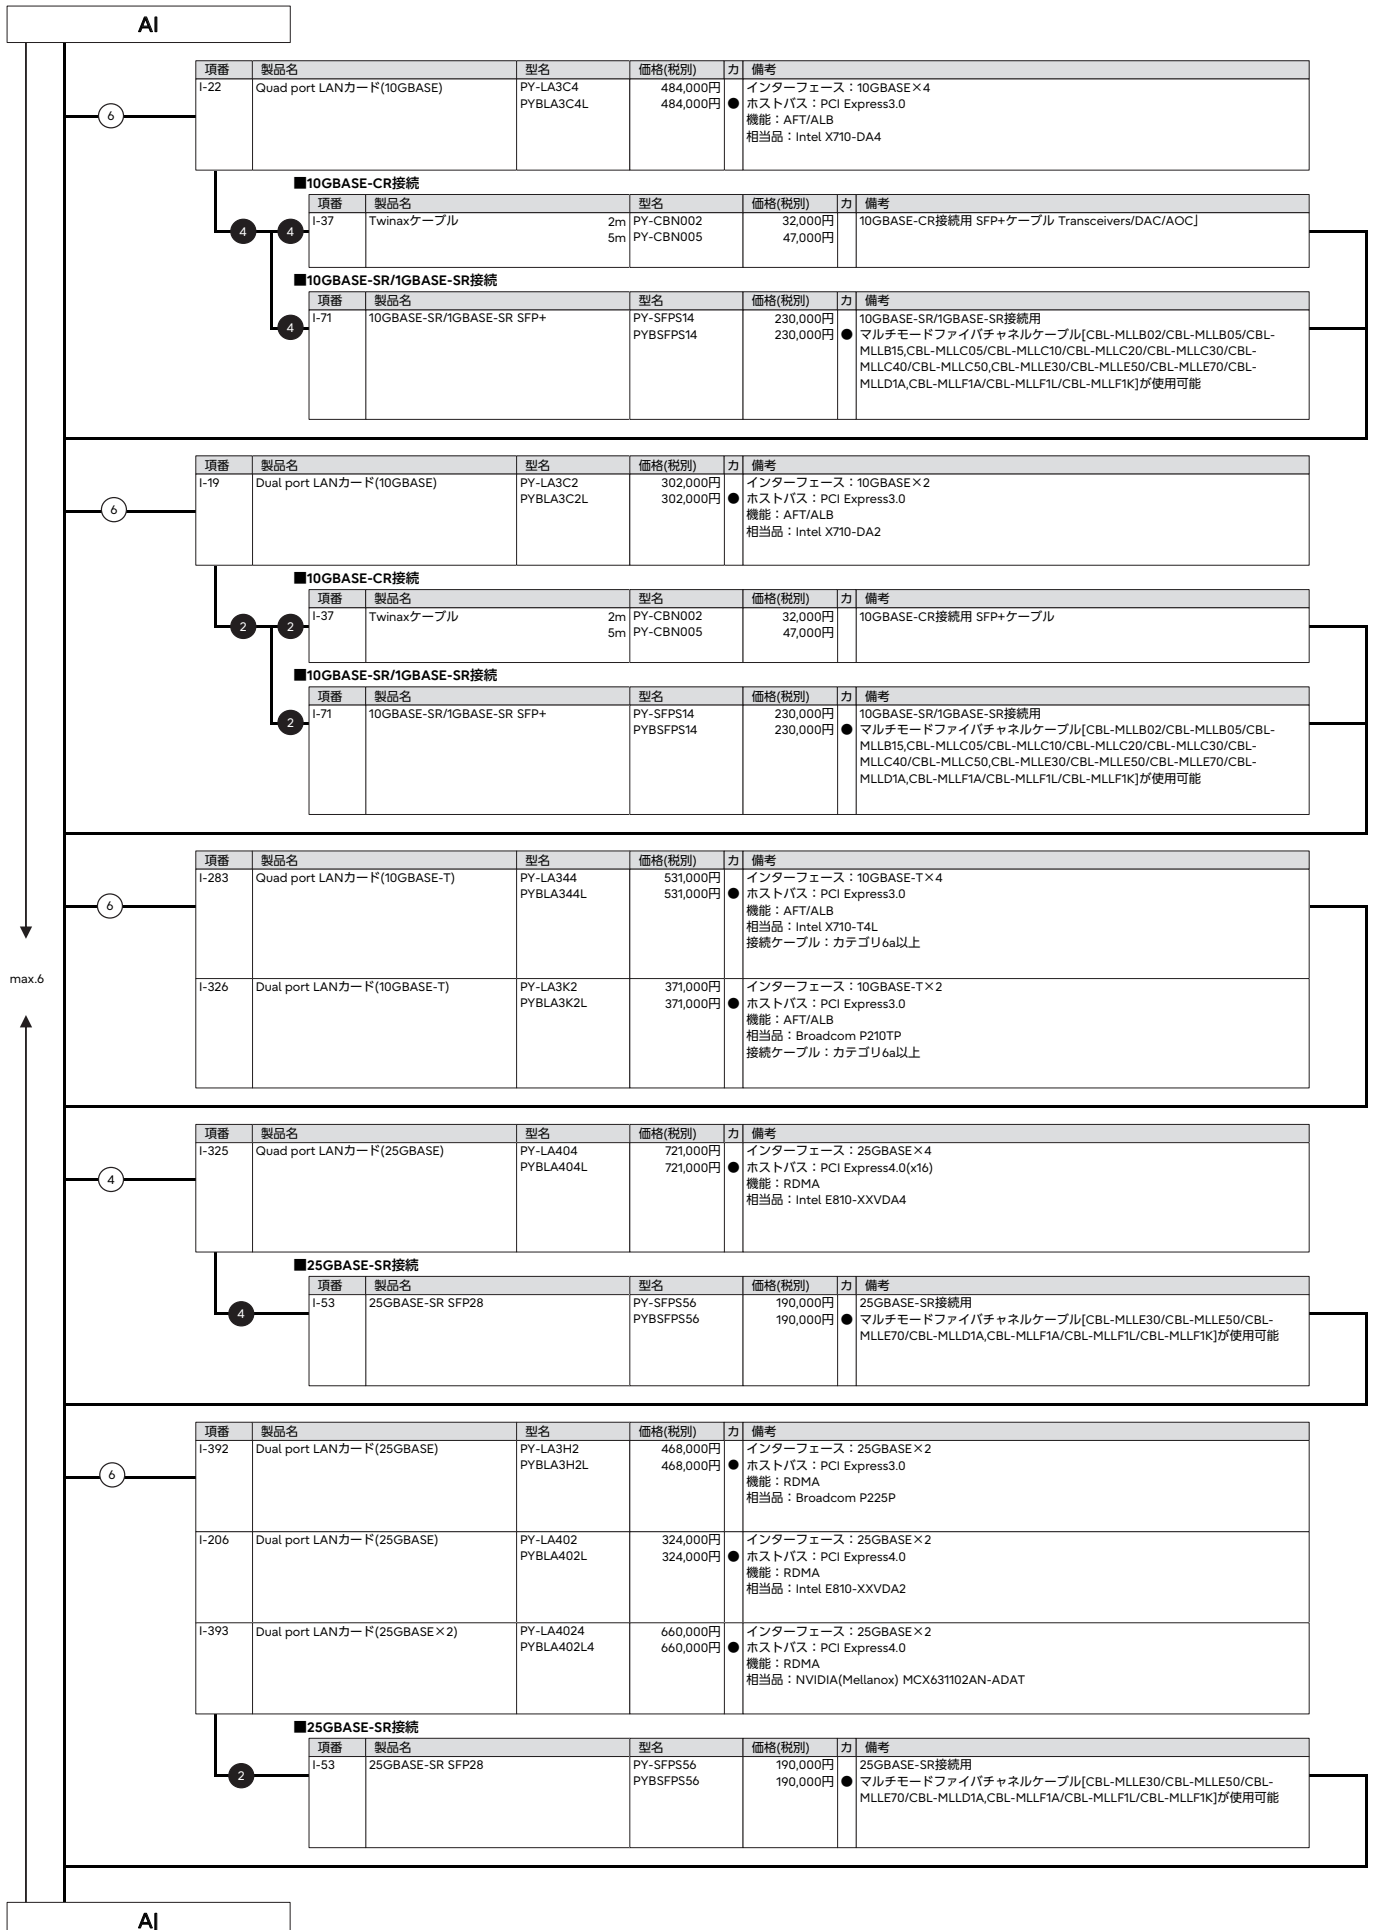 AI
項番 製品名 型名 価格(税別) カ 備考
I-22 Quad port LANカード(10GBASE) PY-LA3C4 484,000円 インターフェース：10GBASE×4
PYBLA3C4L 484,000円 ● ホストバス：PCI Express3.0
機能：AFT/ALB
相当品：Intel X710-DA4
6
■10GBASE-CR接続
項番 製品名 型名 価格(税別) カ 備考
I-37 Twinaxケーブル 2m PY-CBN002 32,000円 10GBASE-CR接続用 SFP+ケーブル Transceivers/DAC/AOC」
5m PY-CBN005 47,000円
4 4
■10GBASE-SR/1GBASE-SR接続
項番 製品名 型名 価格(税別) カ 備考
I-71 10GBASE-SR/1GBASE-SR SFP+ PY-SFPS14 230,000円 10GBASE-SR/1GBASE-SR接続用
PYBSFPS14 230,000円 ● マルチモードファイバチャネルケーブル[CBL-MLLB02/CBL-MLLB05/CBL-
MLLB15,CBL-MLLC05/CBL-MLLC10/CBL-MLLC20/CBL-MLLC30/CBL-
MLLC40/CBL-MLLC50,CBL-MLLE30/CBL-MLLE50/CBL-MLLE70/CBL-
MLLD1A,CBL-MLLF1A/CBL-MLLF1L/CBL-MLLF1K]が使用可能
4
項番 製品名 型名 価格(税別) カ 備考
I-19 Dual port LANカード(10GBASE) PY-LA3C2 302,000円 インターフェース：10GBASE×2
PYBLA3C2L 302,000円 ● ホストバス：PCI Express3.0
機能：AFT/ALB
相当品：Intel X710-DA2
6
■10GBASE-CR接続
項番 製品名 型名 価格(税別) カ 備考
I-37 Twinaxケーブル 2m PY-CBN002 32,000円 10GBASE-CR接続用 SFP+ケーブル
5m PY-CBN005 47,000円
2 2
■10GBASE-SR/1GBASE-SR接続
項番 製品名 型名 価格(税別) カ 備考
I-71 10GBASE-SR/1GBASE-SR SFP+ PY-SFPS14 230,000円 10GBASE-SR/1GBASE-SR接続用
PYBSFPS14 230,000円 ● マルチモードファイバチャネルケーブル[CBL-MLLB02/CBL-MLLB05/CBL-
MLLB15,CBL-MLLC05/CBL-MLLC10/CBL-MLLC20/CBL-MLLC30/CBL-
MLLC40/CBL-MLLC50,CBL-MLLE30/CBL-MLLE50/CBL-MLLE70/CBL-
MLLD1A,CBL-MLLF1A/CBL-MLLF1L/CBL-MLLF1K]が使用可能
2
項番 製品名 型名 価格(税別) カ 備考
I-283 Quad port LANカード(10GBASE-T) PY-LA344 531,000円 インターフェース：10GBASE-T×4
PYBLA344L 531,000円 ● ホストバス：PCI Express3.0
機能：AFT/ALB
相当品：Intel X710-T4L
接続ケーブル：カテゴリ6a以上
6
max.6
I-326 Dual port LANカード(10GBASE-T) PY-LA3K2 371,000円 インターフェース：10GBASE-T×2
PYBLA3K2L 371,000円 ● ホストバス：PCI Express3.0
機能：AFT/ALB
相当品：Broadcom P210TP
接続ケーブル：カテゴリ6a以上
項番 製品名 型名 価格(税別) カ 備考
I-325 Quad port LANカード(25GBASE) PY-LA404 721,000円 インターフェース：25GBASE×4
PYBLA404L 721,000円 ● ホストバス：PCI Express4.0(x16)
機能：RDMA
相当品：Intel E810-XXVDA4
4
■25GBASE-SR接続
項番 製品名 型名 価格(税別) カ 備考
I-53 25GBASE-SR SFP28 PY-SFPS56 190,000円 25GBASE-SR接続用
PYBSFPS56 190,000円 ● マルチモードファイバチャネルケーブル[CBL-MLLE30/CBL-MLLE50/CBL-
MLLE70/CBL-MLLD1A,CBL-MLLF1A/CBL-MLLF1L/CBL-MLLF1K]が使用可能
4
項番 製品名 型名 価格(税別) カ 備考
I-392 Dual port LANカード(25GBASE) PY-LA3H2 468,000円 インターフェース：25GBASE×2
PYBLA3H2L 468,000円 ● ホストバス：PCI Express3.0
機能：RDMA
相当品：Broadcom P225P
6
I-206 Dual port LANカード(25GBASE) PY-LA402 324,000円 インターフェース：25GBASE×2
PYBLA402L 324,000円 ● ホストバス：PCI Express4.0
機能：RDMA
相当品：Intel E810-XXVDA2
I-393 Dual port LANカード(25GBASE×2) PY-LA4024 660,000円 インターフェース：25GBASE×2
PYBLA402L4 660,000円 ● ホストバス：PCI Express4.0
機能：RDMA
相当品：NVIDIA(Mellanox) MCX631102AN-ADAT
■25GBASE-SR接続
項番 製品名 型名 価格(税別) カ 備考
I-53 25GBASE-SR SFP28 PY-SFPS56 190,000円 25GBASE-SR接続用
PYBSFPS56 190,000円 ● マルチモードファイバチャネルケーブル[CBL-MLLE30/CBL-MLLE50/CBL-
MLLE70/CBL-MLLD1A,CBL-MLLF1A/CBL-MLLF1L/CBL-MLLF1K]が使用可能
2
AI